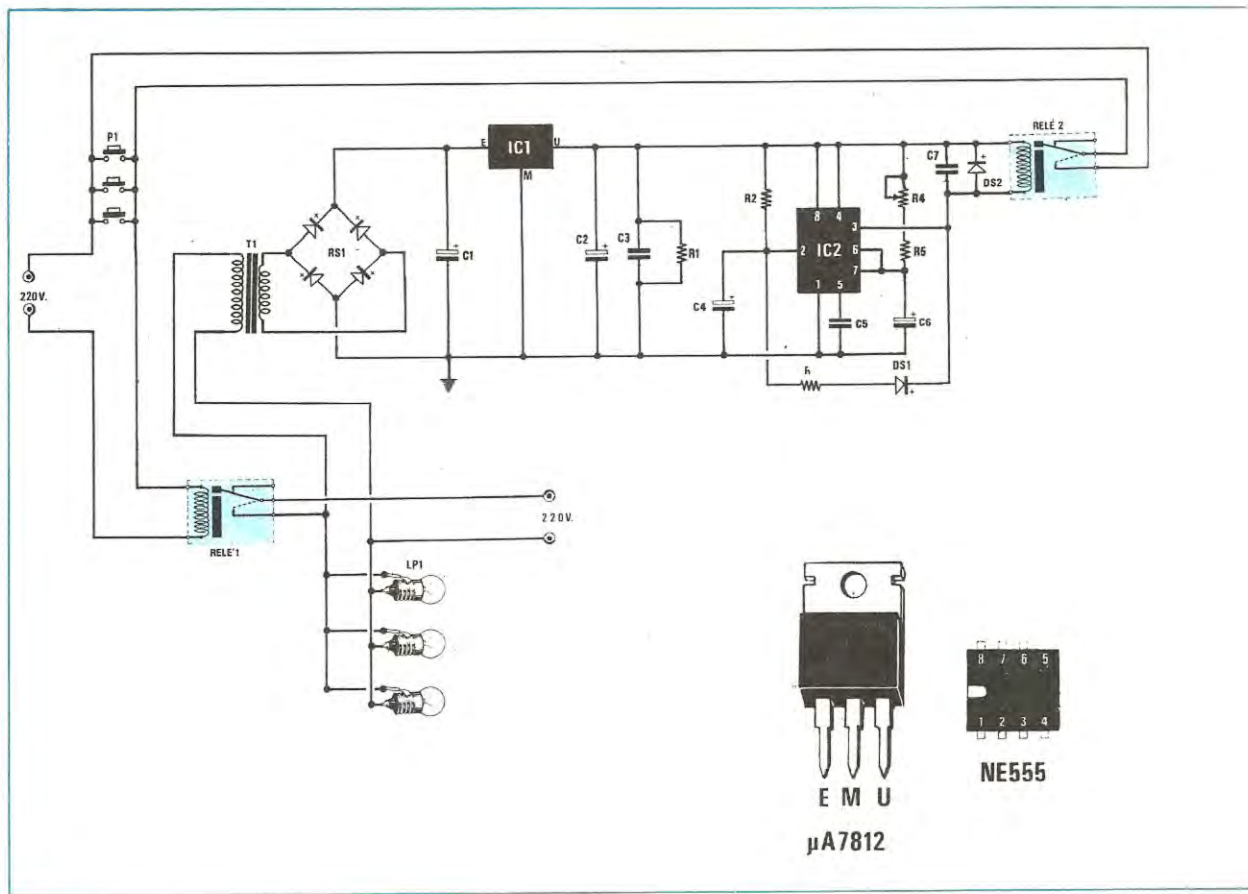 P1
220V.
T1
RS1
E
IC1
U
M
C1
C2
C3
R1
R2
C4
2
8
4
IC2
1
5
3
6
7
C5
R4
R5
C6
C7
DS2
RELE' 2
DS1
RELE'1
220V.
LP1
E M U
µA7812
8 7 6 5
1 2 3 4
NE555